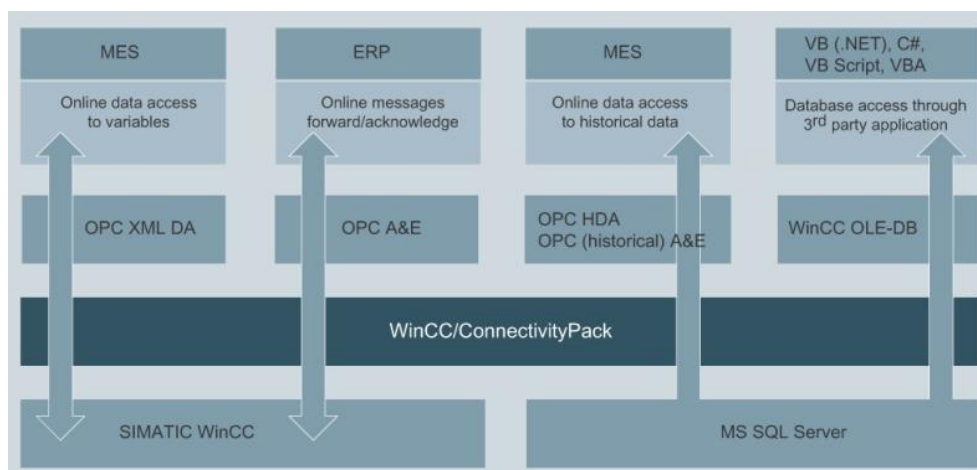 MES
Online data access
to variables
ERP
Online messages
forward/acknowledge
MES
Online data access
to historical data
VB (.NET), C#,
VB Script, VBA
Database access through
3rd party application
OPC XML DA
OPC A&E
OPC HDA
OPC (historical) A&E
WinCC OLE-DB
WinCC/ConnectivityPack
SIMATIC WinCC
MS SQL Server